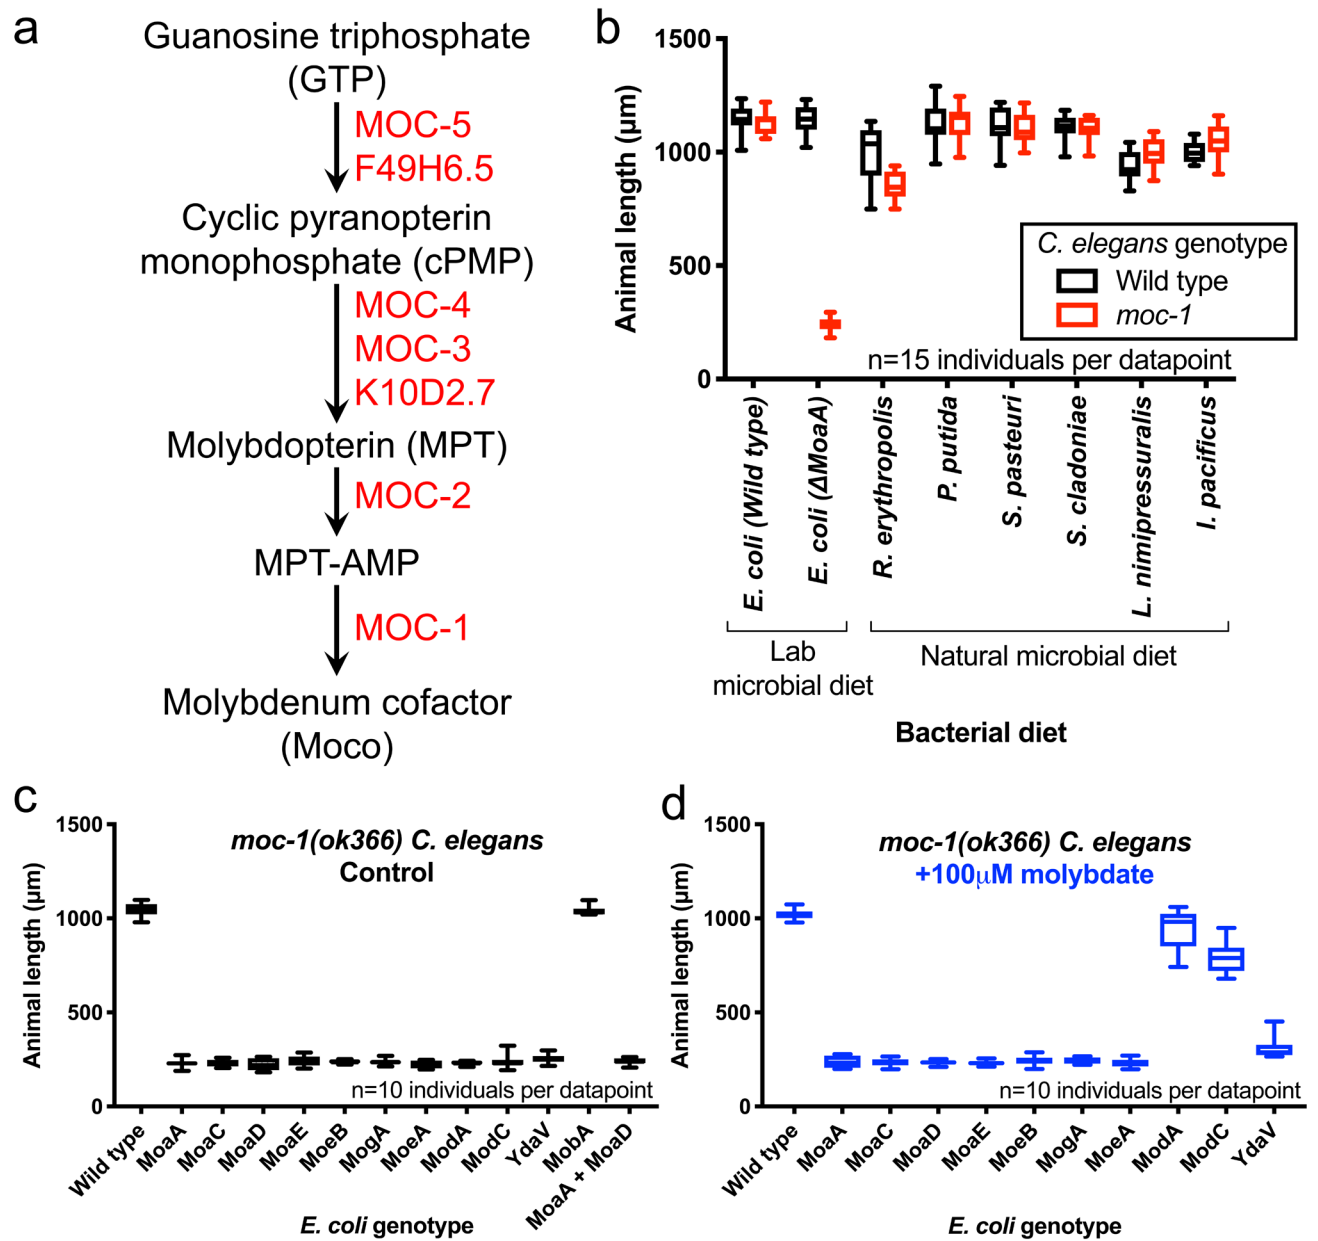 a
Guanosine triphosphate
(GTP)
MOC-5
F49H6.5
Cyclic pyranopterin
monophosphate (cPMP)
MOC-4
MOC-3
K10D2.7
Molybdopterin (MPT)
MOC-2
MPT-AMP
MOC-1
Molybdenum cofactor
(Moco)
b
Animal length (μm)
1500
1000
500
0
C. elegans genotype
Wild type
moc-1
n=15 individuals per datapoint
E. coli (Wild type)
E. coli (ΔMoaA)
R. erythropolis
P. putida
S. pasteuri
S. cladoniae
L. nimipressuralis
I. pacificus
Lab
microbial diet
Natural microbial diet
Bacterial diet
c
Animal length (μm)
1500
1000
500
0
moc-1(ok366) C. elegans
Control
n=10 individuals per datapoint
Wild type
MoaA
MoaC
MoaD
MoaE
MoeB
MogA
MoeA
ModA
ModC
YdaV
MobA
MoaA + MoaD
E. coli genotype
d
Animal length (μm)
1500
1000
500
0
moc-1(ok366) C. elegans
+100μM molybdate
n=10 individuals per datapoint
Wild type
MoaA
MoaC
MoaD
MoaE
MoeB
MogA
MoeA
ModA
ModC
YdaV
E. coli genotype